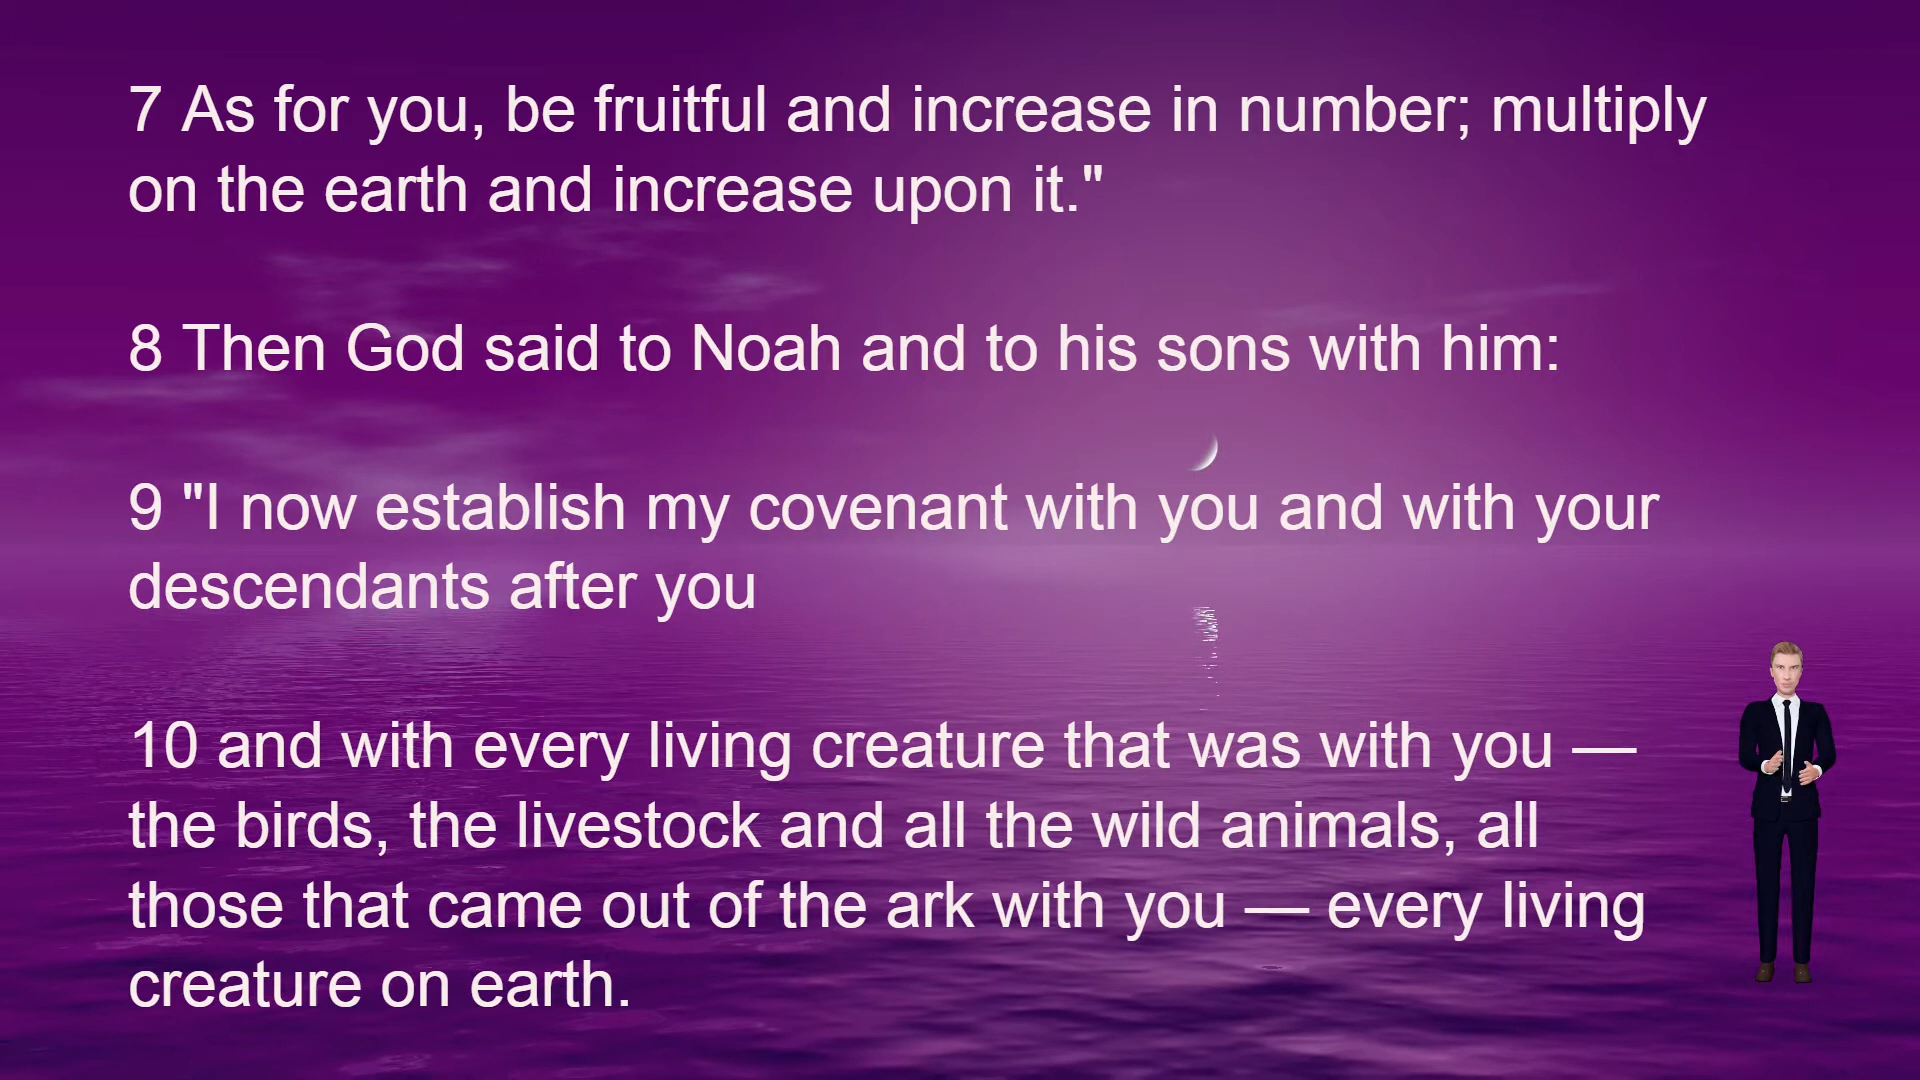 7 As for you, be fruitful and increase in number; multiply
on the earth and increase upon it."
8 Then God said to Noah and to his sons with him:
9 "I now establish my covenant with you and with your
descendants after you
10 and with every living creature that was with you —
the birds, the livestock and all the wild animals, all
those that came out of the ark with you — every living
creature on earth.